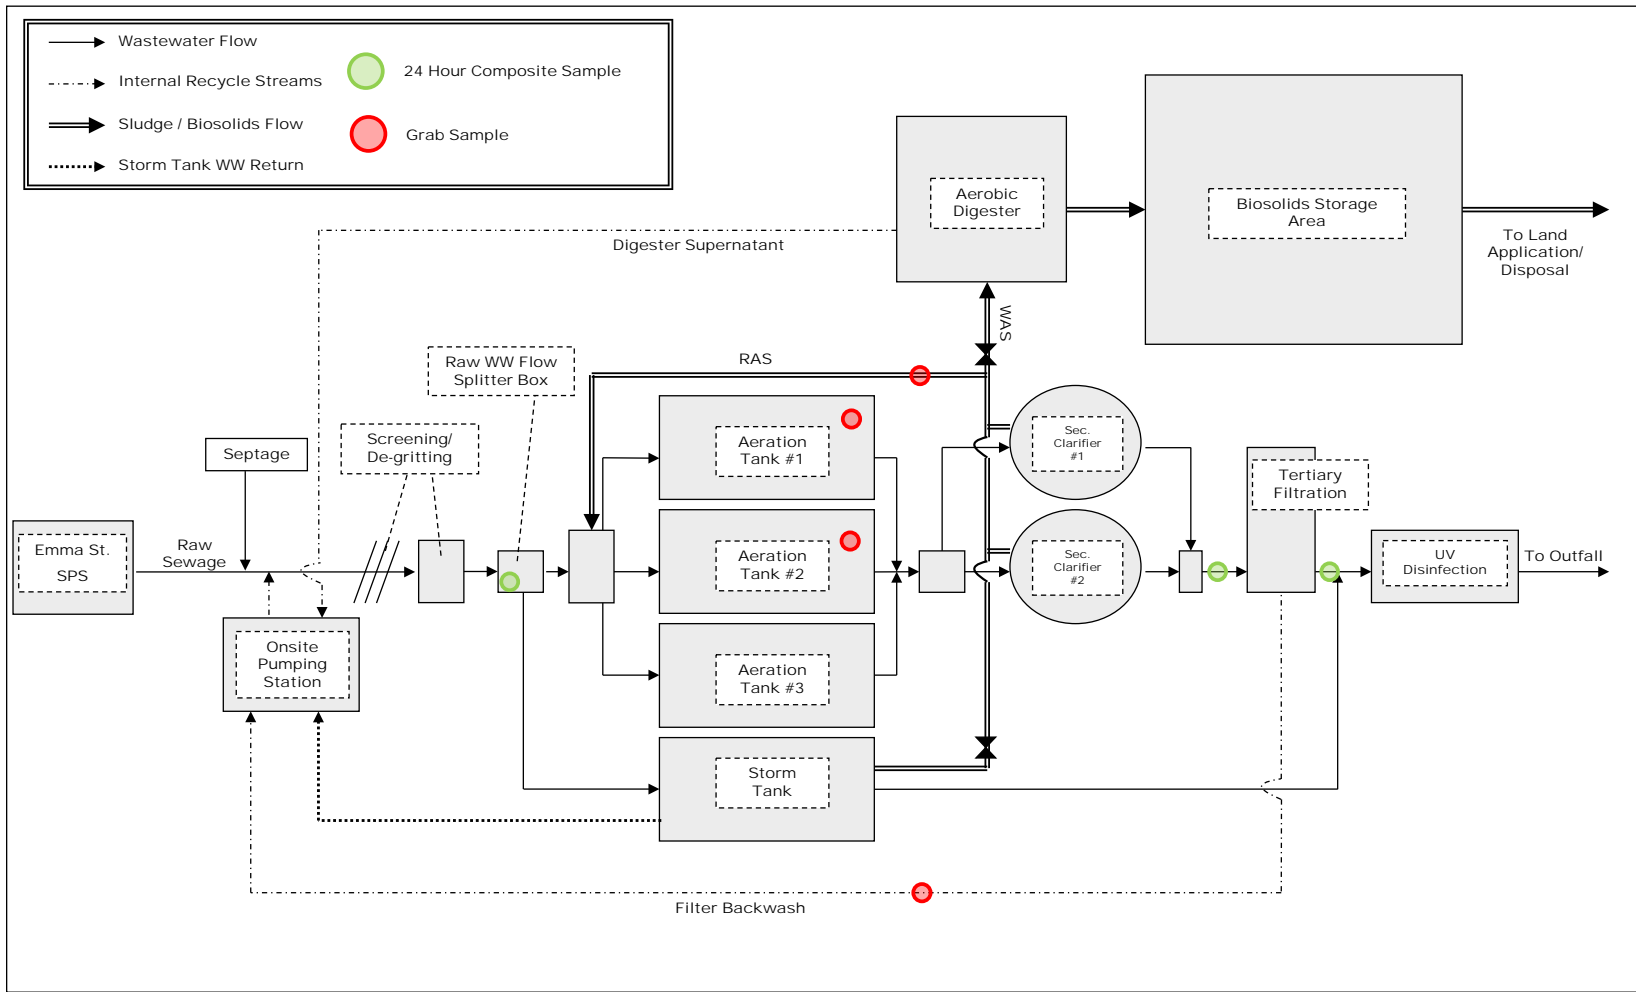 Wastewater Flow
Internal Recycle Streams
Sludge / Biosolids Flow
Storm Tank WW Return
24 Hour Composite Sample
Grab Sample
Aerobic
Digester
Biosolids Storage
Area
To Land
Application/
Disposal
Digester Supernatant
WAS
RAS
Raw WW Flow
Splitter Box
Screening/
De-gritting
Septage
Emma St.
SPS
Raw
Sewage
Onsite
Pumping
Station
Aeration
Tank #1
Aeration
Tank #2
Aeration
Tank #3
Storm
Tank
Sec.
Clarifier
#1
Sec.
Clarifier
#2
Tertiary
Filtration
UV
Disinfection
To Outfall
Filter Backwash